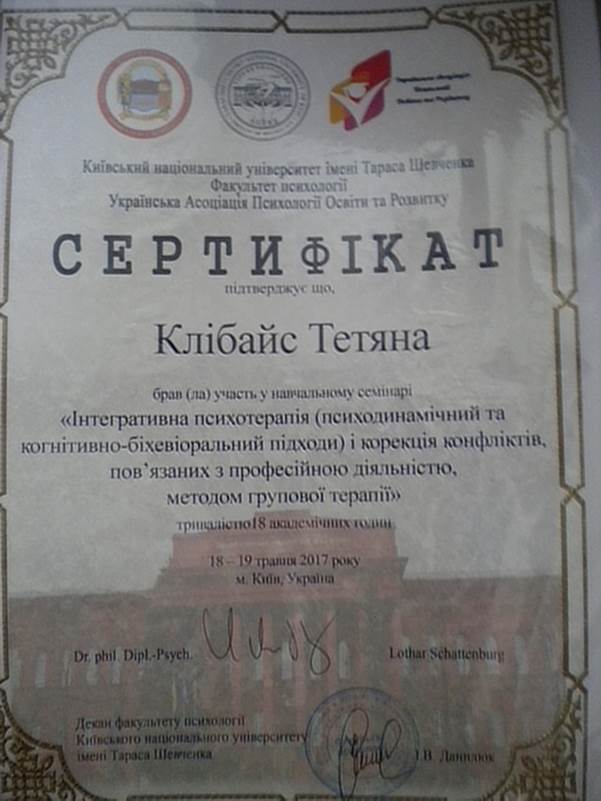 Київський національний університет імені Тараса Шевченка
Факультет психології
Українська Асоціація Психології Освіти та Розвитку
СЕРТИФІКАТ
підтверджує що,
Клібайс Тетяна
брав (ла) участь у навчальному семінарі
«Інтегративна психотерапія (психодинамічний та
когнітивно-біхевіоральний підходи) і корекція конфліктів,
пов’язаних з професійною діяльністю,
методом групової терапії»
тривалістю18 академічних годин
18 – 19 травня 2017 року
м. Київ, Україна
Dr. phil. Dipl.-Psych.
Lothar Schattenburg
Декан факультету психології
Київського національного університету
імені Тараса Шевченка
І.В. Данилюк